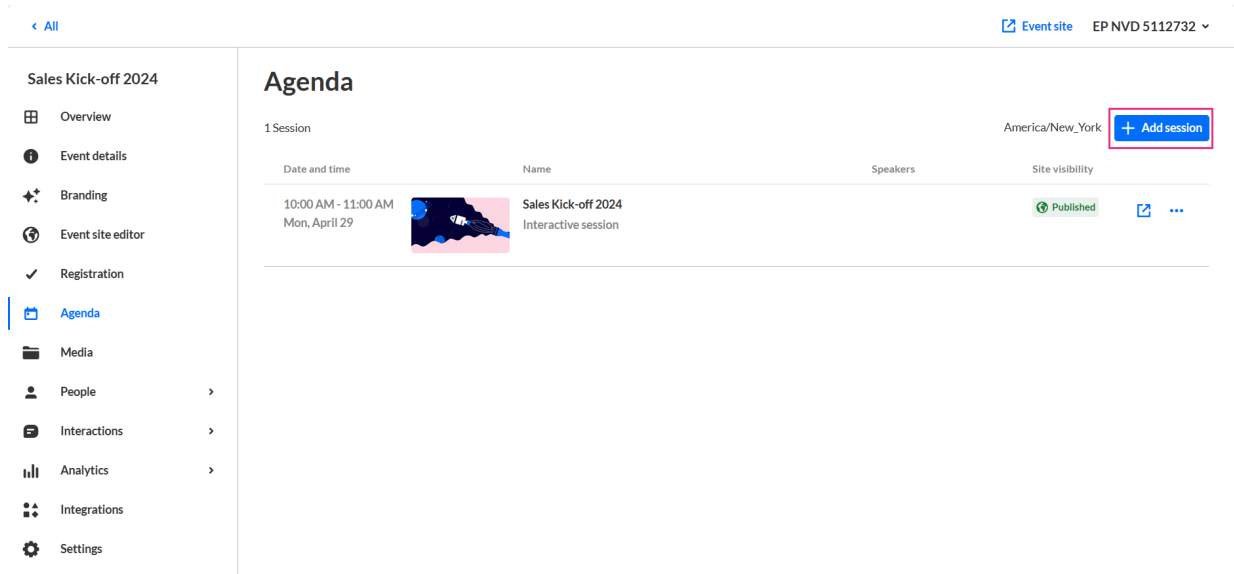 All
Event site
EP NVD 5112732
Sales Kick-off 2024
Overview
Event details
Branding
Event site editor
Registration
Agenda
Media
People
Interactions
Analytics
Integrations
Settings
Agenda
1 Session
America/New_York
Add session
Date and time Name Speakers Site visibility
10:00 AM - 11:00 AM
Mon, April 29
Sales Kick-off 2024
Interactive session
Published